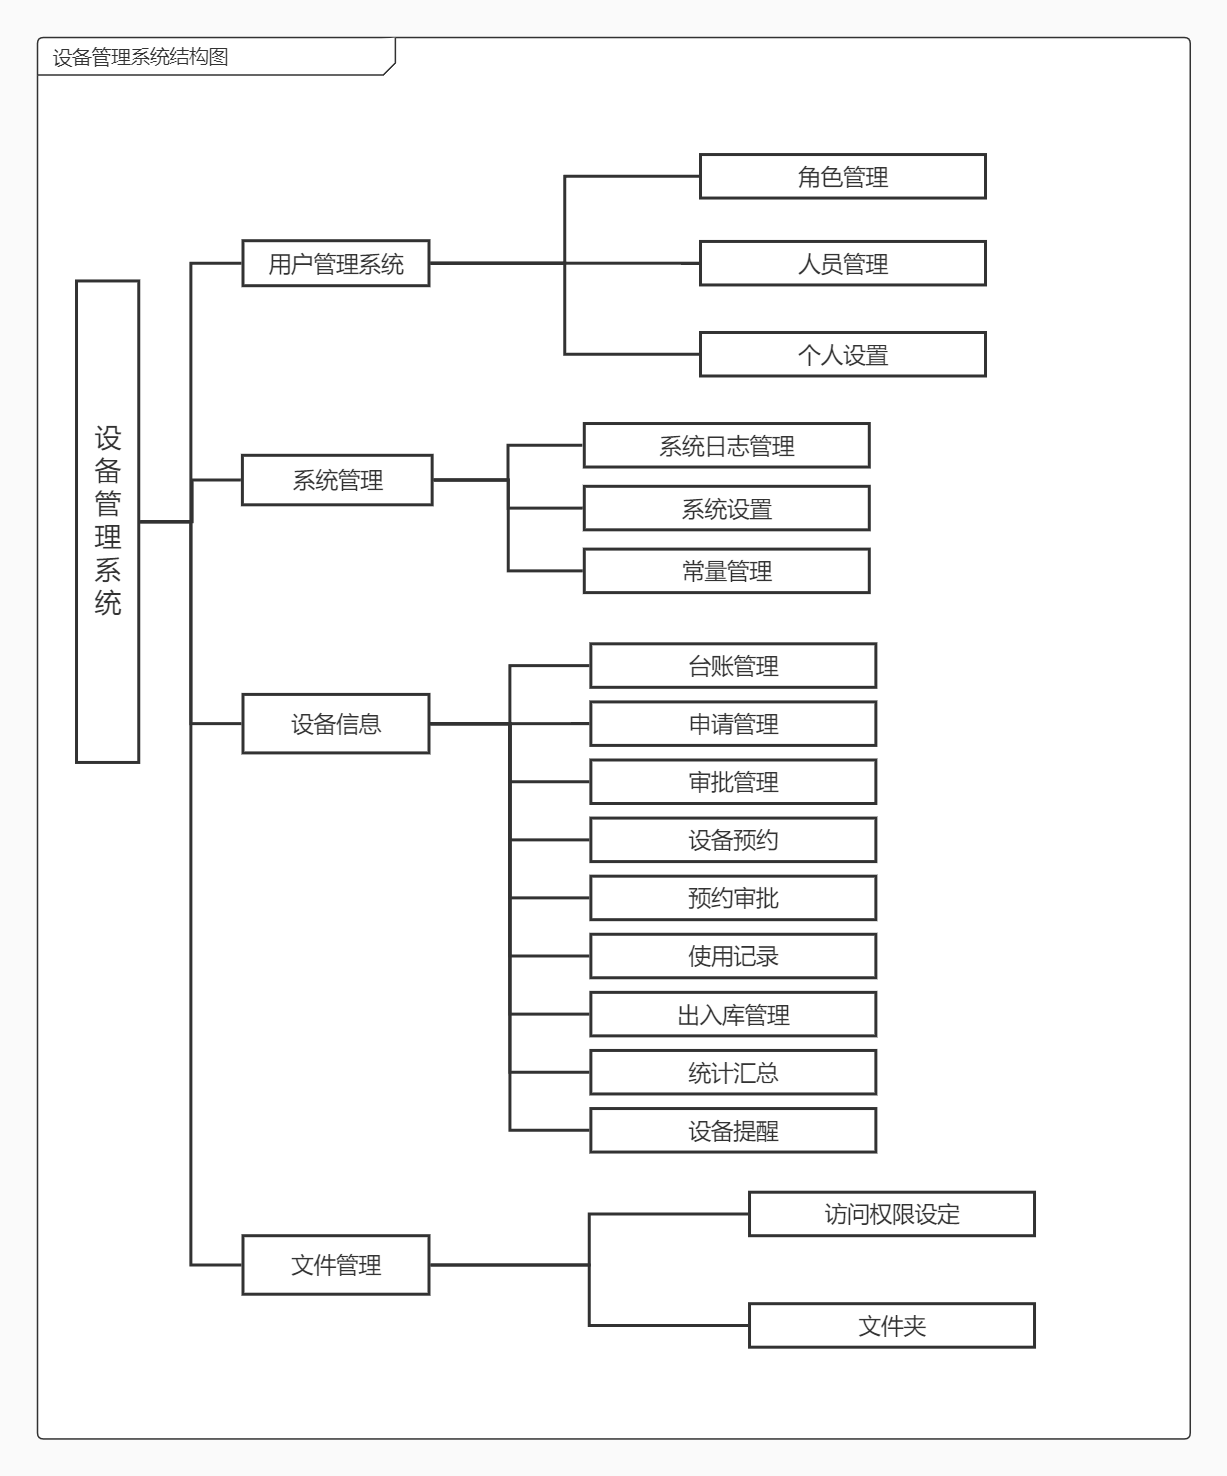 设备管理系统结构图
设备管理系统
用户管理系统
角色管理
人员管理
个人设置
系统管理
系统日志管理
系统设置
常量管理
设备信息
台账管理
申请管理
审批管理
设备预约
预约审批
使用记录
出入库管理
统计汇总
设备提醒
文件管理
访问权限设定
文件夹